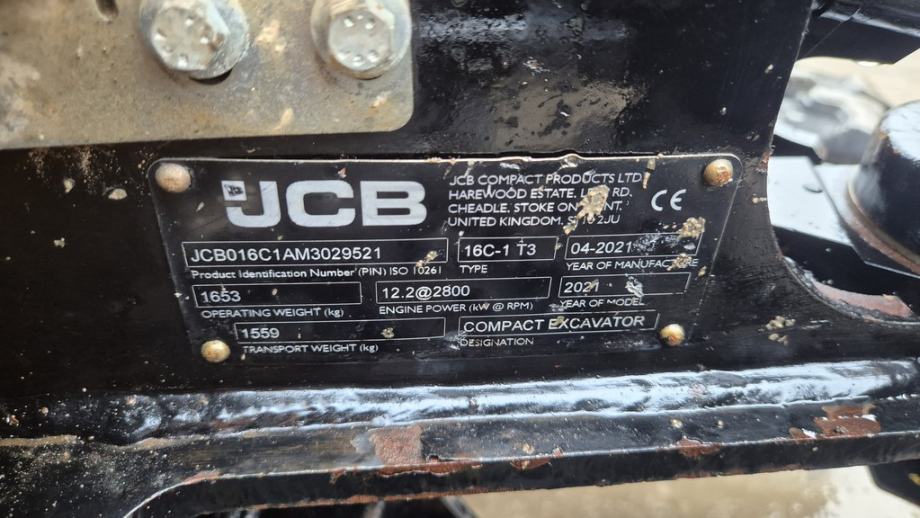 JCB
JCB COMPACT PRODUCTS LTD
HAREWOOD ESTATE, RD,
CHEADLE, STOKE ON
UNITED KINGDOM, 2JU
CE
JCB016C1AM3029521
16C-1 T3
04-2021
Product Identification Number (PIN) ISO 10261
TYPE
YEAR OF MANUFACTURE
1653
12.2@2800
2021
OPERATING WEIGHT (kg)
ENGINE POWER (kW @ RPM)
YEAR OF MODEL
1559
COMPACT EXCAVATOR
TRANSPORT WEIGHT (kg)
DESIGNATION